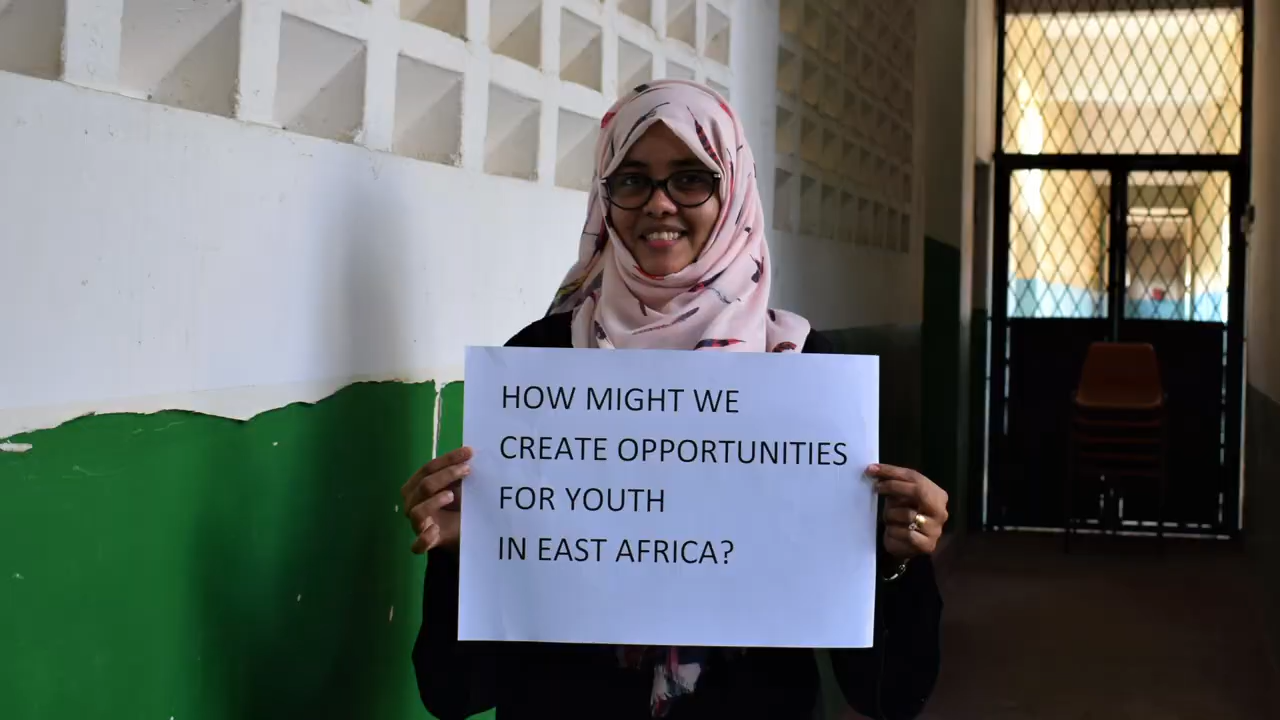 HOW MIGHT WE
CREATE OPPORTUNITIES
FOR YOUTH
IN EAST AFRICA?